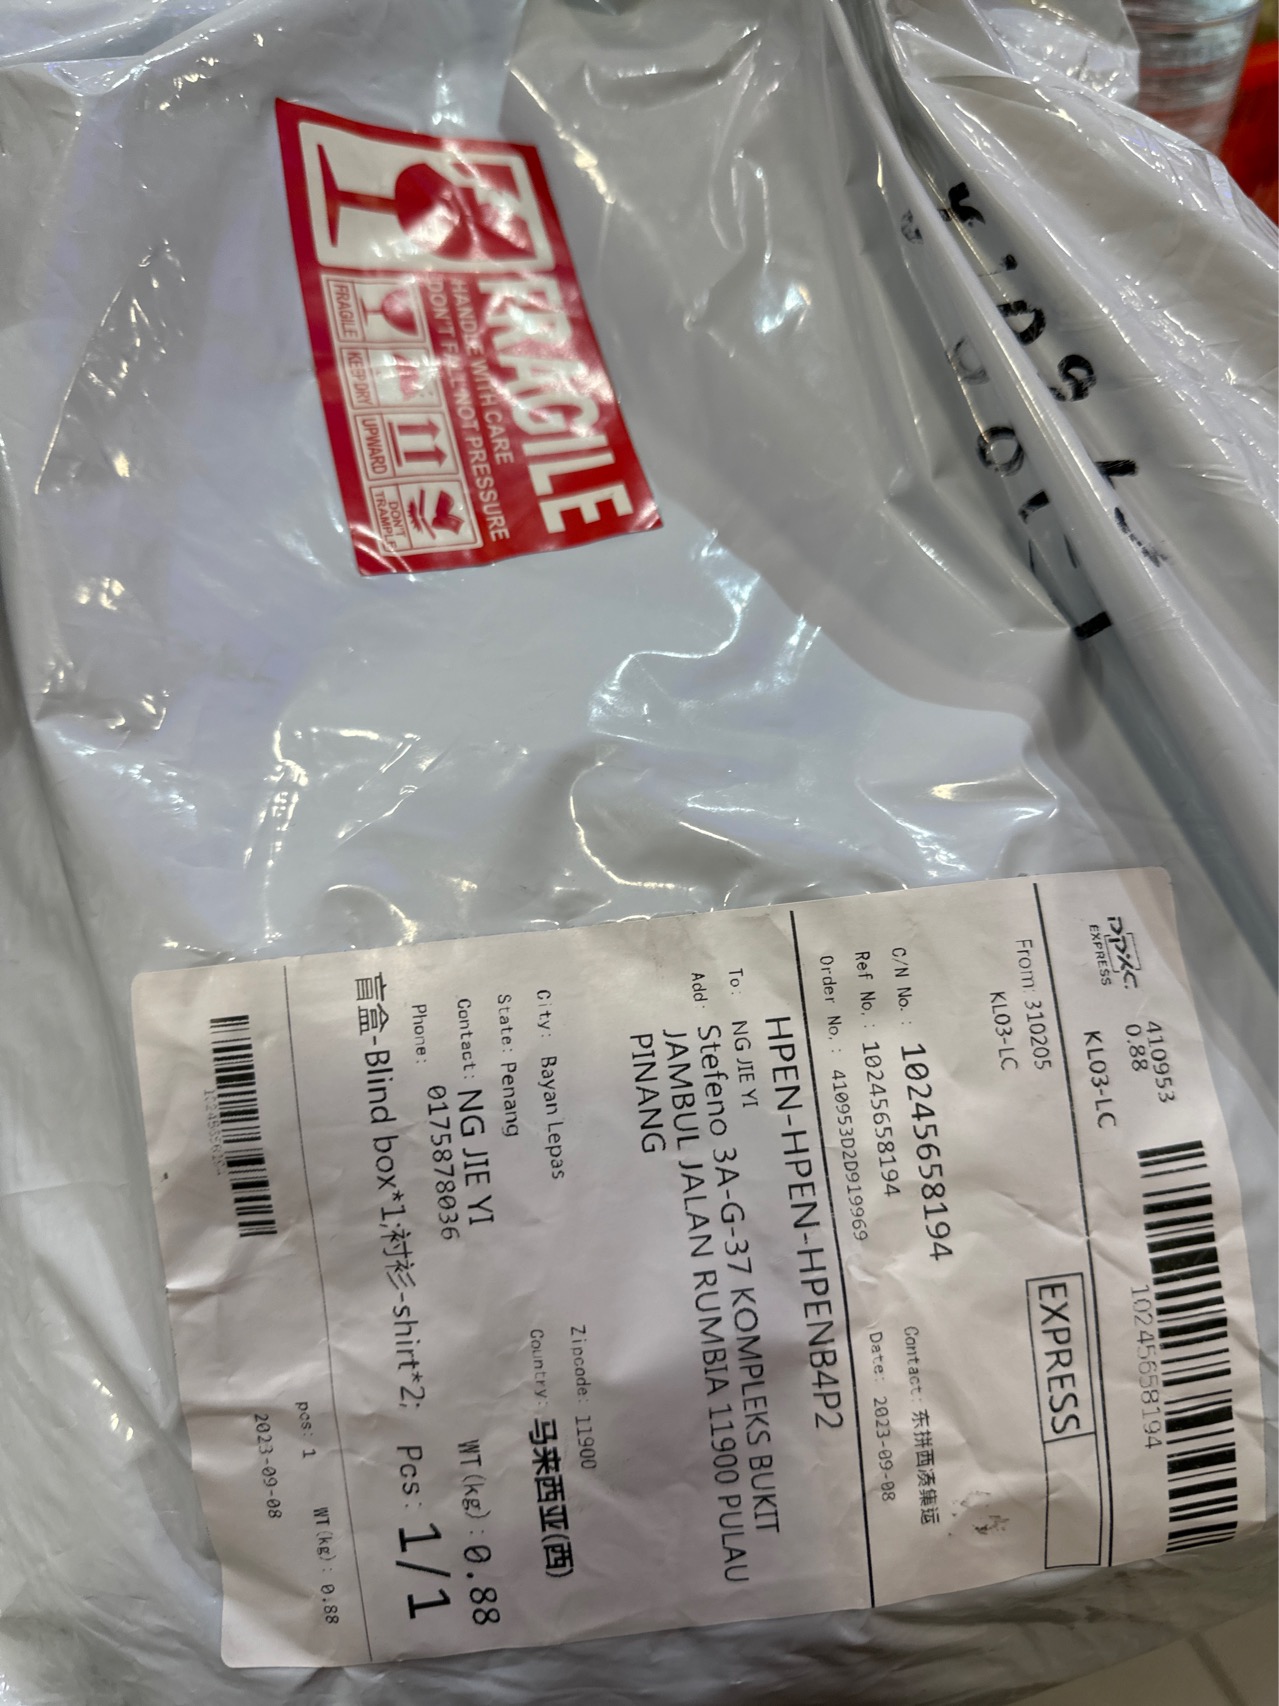 FRAGILE
HANDLE WITH CARE
DON'T FALL NOT PRESSURE
FRAGILE
KEEP DRY
UPWARD
DON'T
TRAMPLE
DPXC.
EXPRESS
410953
0.88
KL03-LC
10245658194
From: 310205
KL03-LC
EXPRESS
C/N No.: 10245658194
Contact: 东拼西凑集运
Ref No.: 10245658194
Order No.: 410953D2D919969
Date: 2023-09-08
HPEN-HPEN-HPENB4P2
To: NG JIE YI
Add: Stefeno 3A-G-37 KOMPLEKS BUKIT
JAMBUL JALAN RUMBIA 11900 PULAU
PINANG
City: Bayan Lepas
Zipcode: 11900
State: Penang
Country: 马来西亚(西)
Contact: NG JIE YI
Phone: 0175878036
WT(kg): 0.88
盲盒-Blind box*1;衬衫-shirt*2; Pcs: 1/1
10245658194
pcs: 1
WT(kg): 0.88
2023-09-08